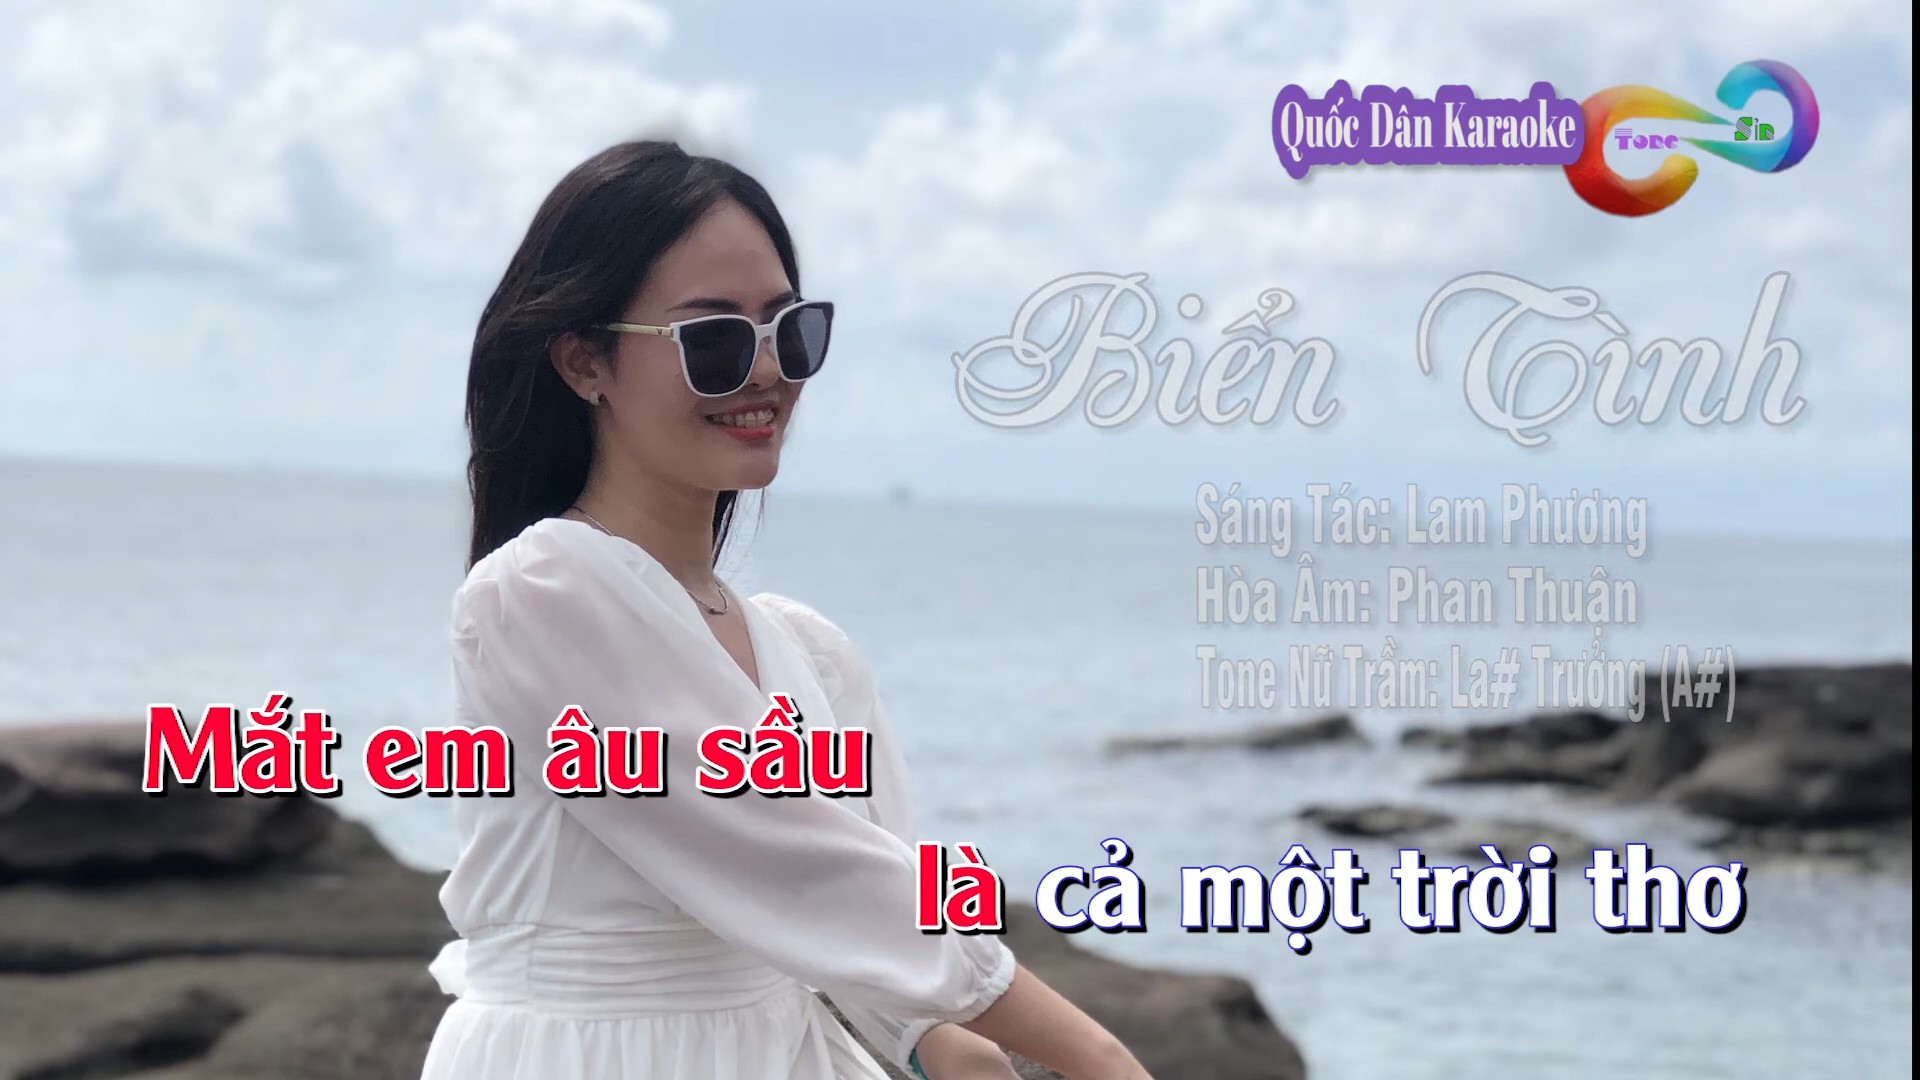 Quốc Dân Karaoke
Tone Sỉn
Biển Tình
Sáng Tác: Lam Phương
Hòa Âm: Phan Thuận
Tone Nữ Trầm: La# Trưởng (A#)
Mắt em âu sầu
là cả một trời thơ